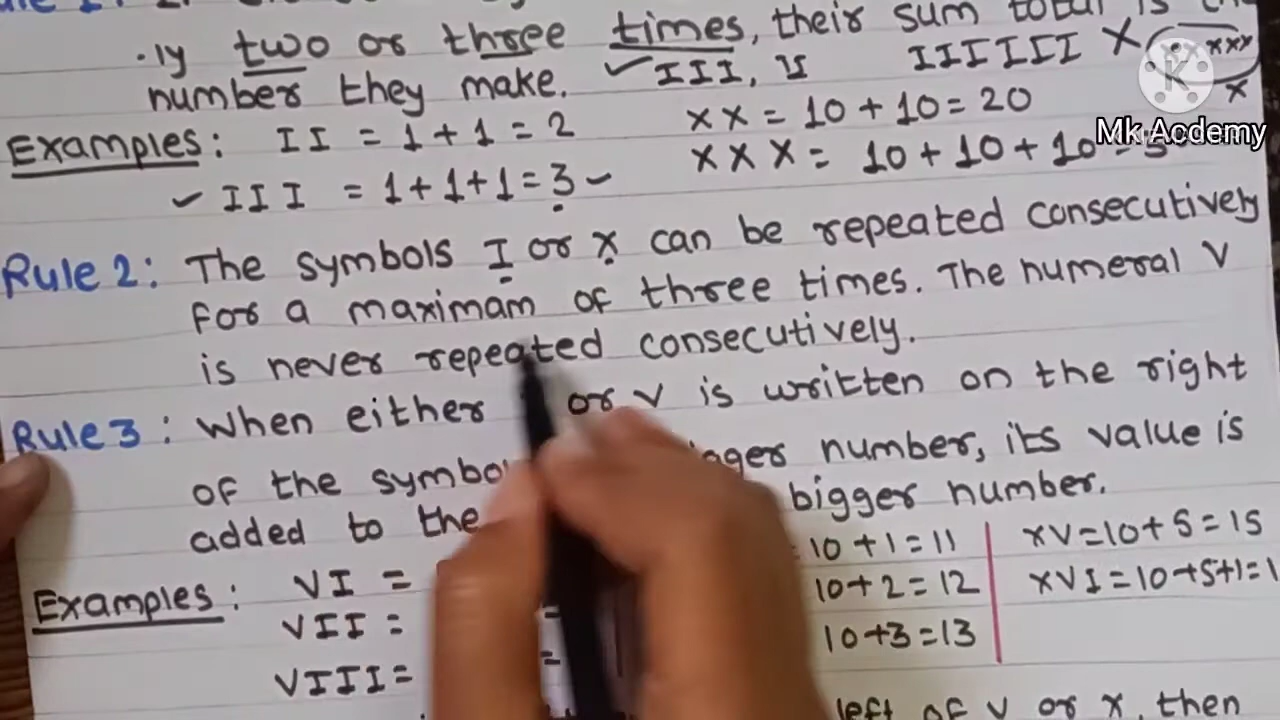 ly two or three times, their sum total is the
number they make. ✓ III, V IIIIII X
Examples: II = 1+1=2 XX = 10+10=20
✓ III = 1+1+1=3 XXX = 10+10+10=3
Mk Acdemy
Rule 2: The symbols I or X can be repeated consecutively
for a maximam of three times. The numeral V
is never repeated consecutively.
Rule 3: When either or V is written on the right
of the number, its value is
added to the bigger number.
Examples: VI = =10+1=11 XV=10+5=15
VII = 10+2=12 XVI=10+5+1=1
VIII= = 10+3=13
left of V or X, then